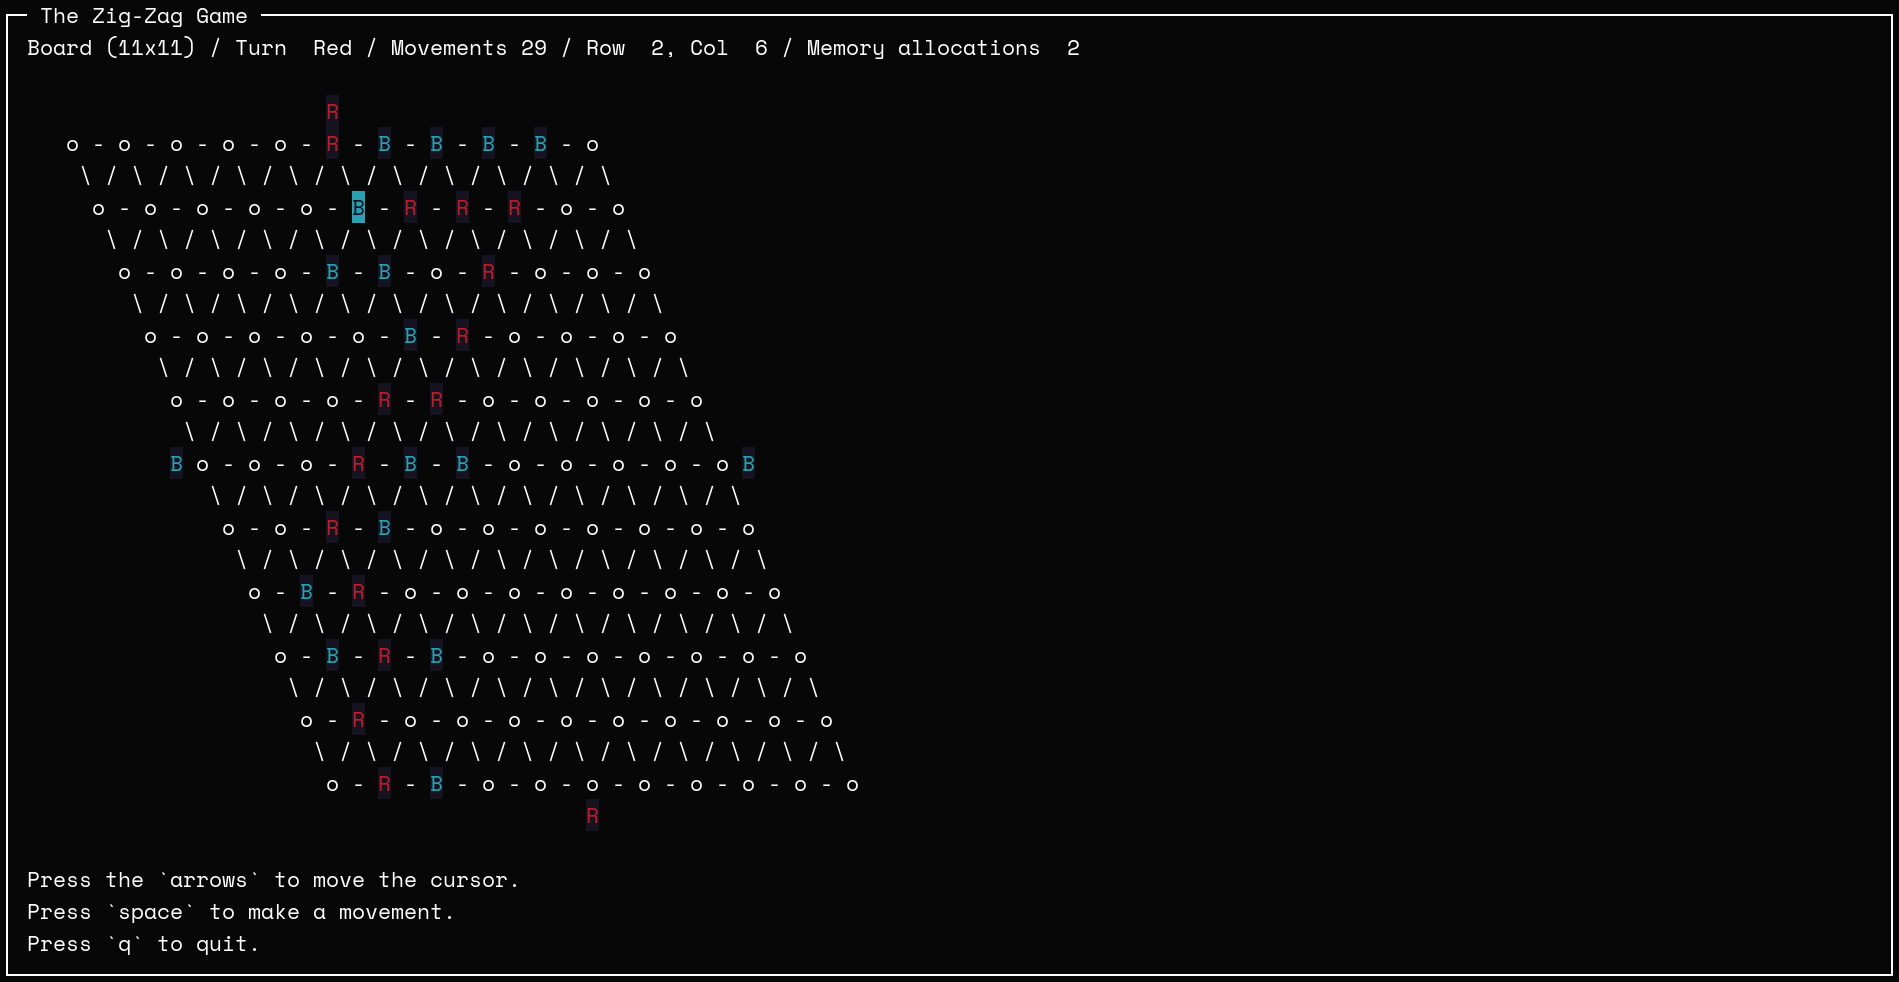 The Zig-Zag Game
Board (11x11) / Turn  Red / Movements 29 / Row  2, Col  6 / Memory allocations  2
R
o - o - o - o - o - R - B - B - B - B - o
\ / \ / \ / \ / \ / \ / \ / \ / \ / \ / \
o - o - o - o - o - B - R - R - R - o - o
\ / \ / \ / \ / \ / \ / \ / \ / \ / \ / \
o - o - o - o - B - B - o - R - o - o - o
\ / \ / \ / \ / \ / \ / \ / \ / \ / \ / \
o - o - o - o - o - B - R - o - o - o - o
\ / \ / \ / \ / \ / \ / \ / \ / \ / \ / \
o - o - o - o - R - R - o - o - o - o - o
\ / \ / \ / \ / \ / \ / \ / \ / \ / \ / \
B o - o - o - R - B - B - o - o - o - o - o B
\ / \ / \ / \ / \ / \ / \ / \ / \ / \ / \
o - o - R - B - o - o - o - o - o - o - o
\ / \ / \ / \ / \ / \ / \ / \ / \ / \ / \
o - B - R - o - o - o - o - o - o - o - o
\ / \ / \ / \ / \ / \ / \ / \ / \ / \ / \
o - B - R - B - o - o - o - o - o - o - o
\ / \ / \ / \ / \ / \ / \ / \ / \ / \ / \
o - R - o - o - o - o - o - o - o - o - o
\ / \ / \ / \ / \ / \ / \ / \ / \ / \ / \
o - R - B - o - o - o - o - o - o - o - o
R
Press the `arrows` to move the cursor.
Press `space` to make a movement.
Press `q` to quit.